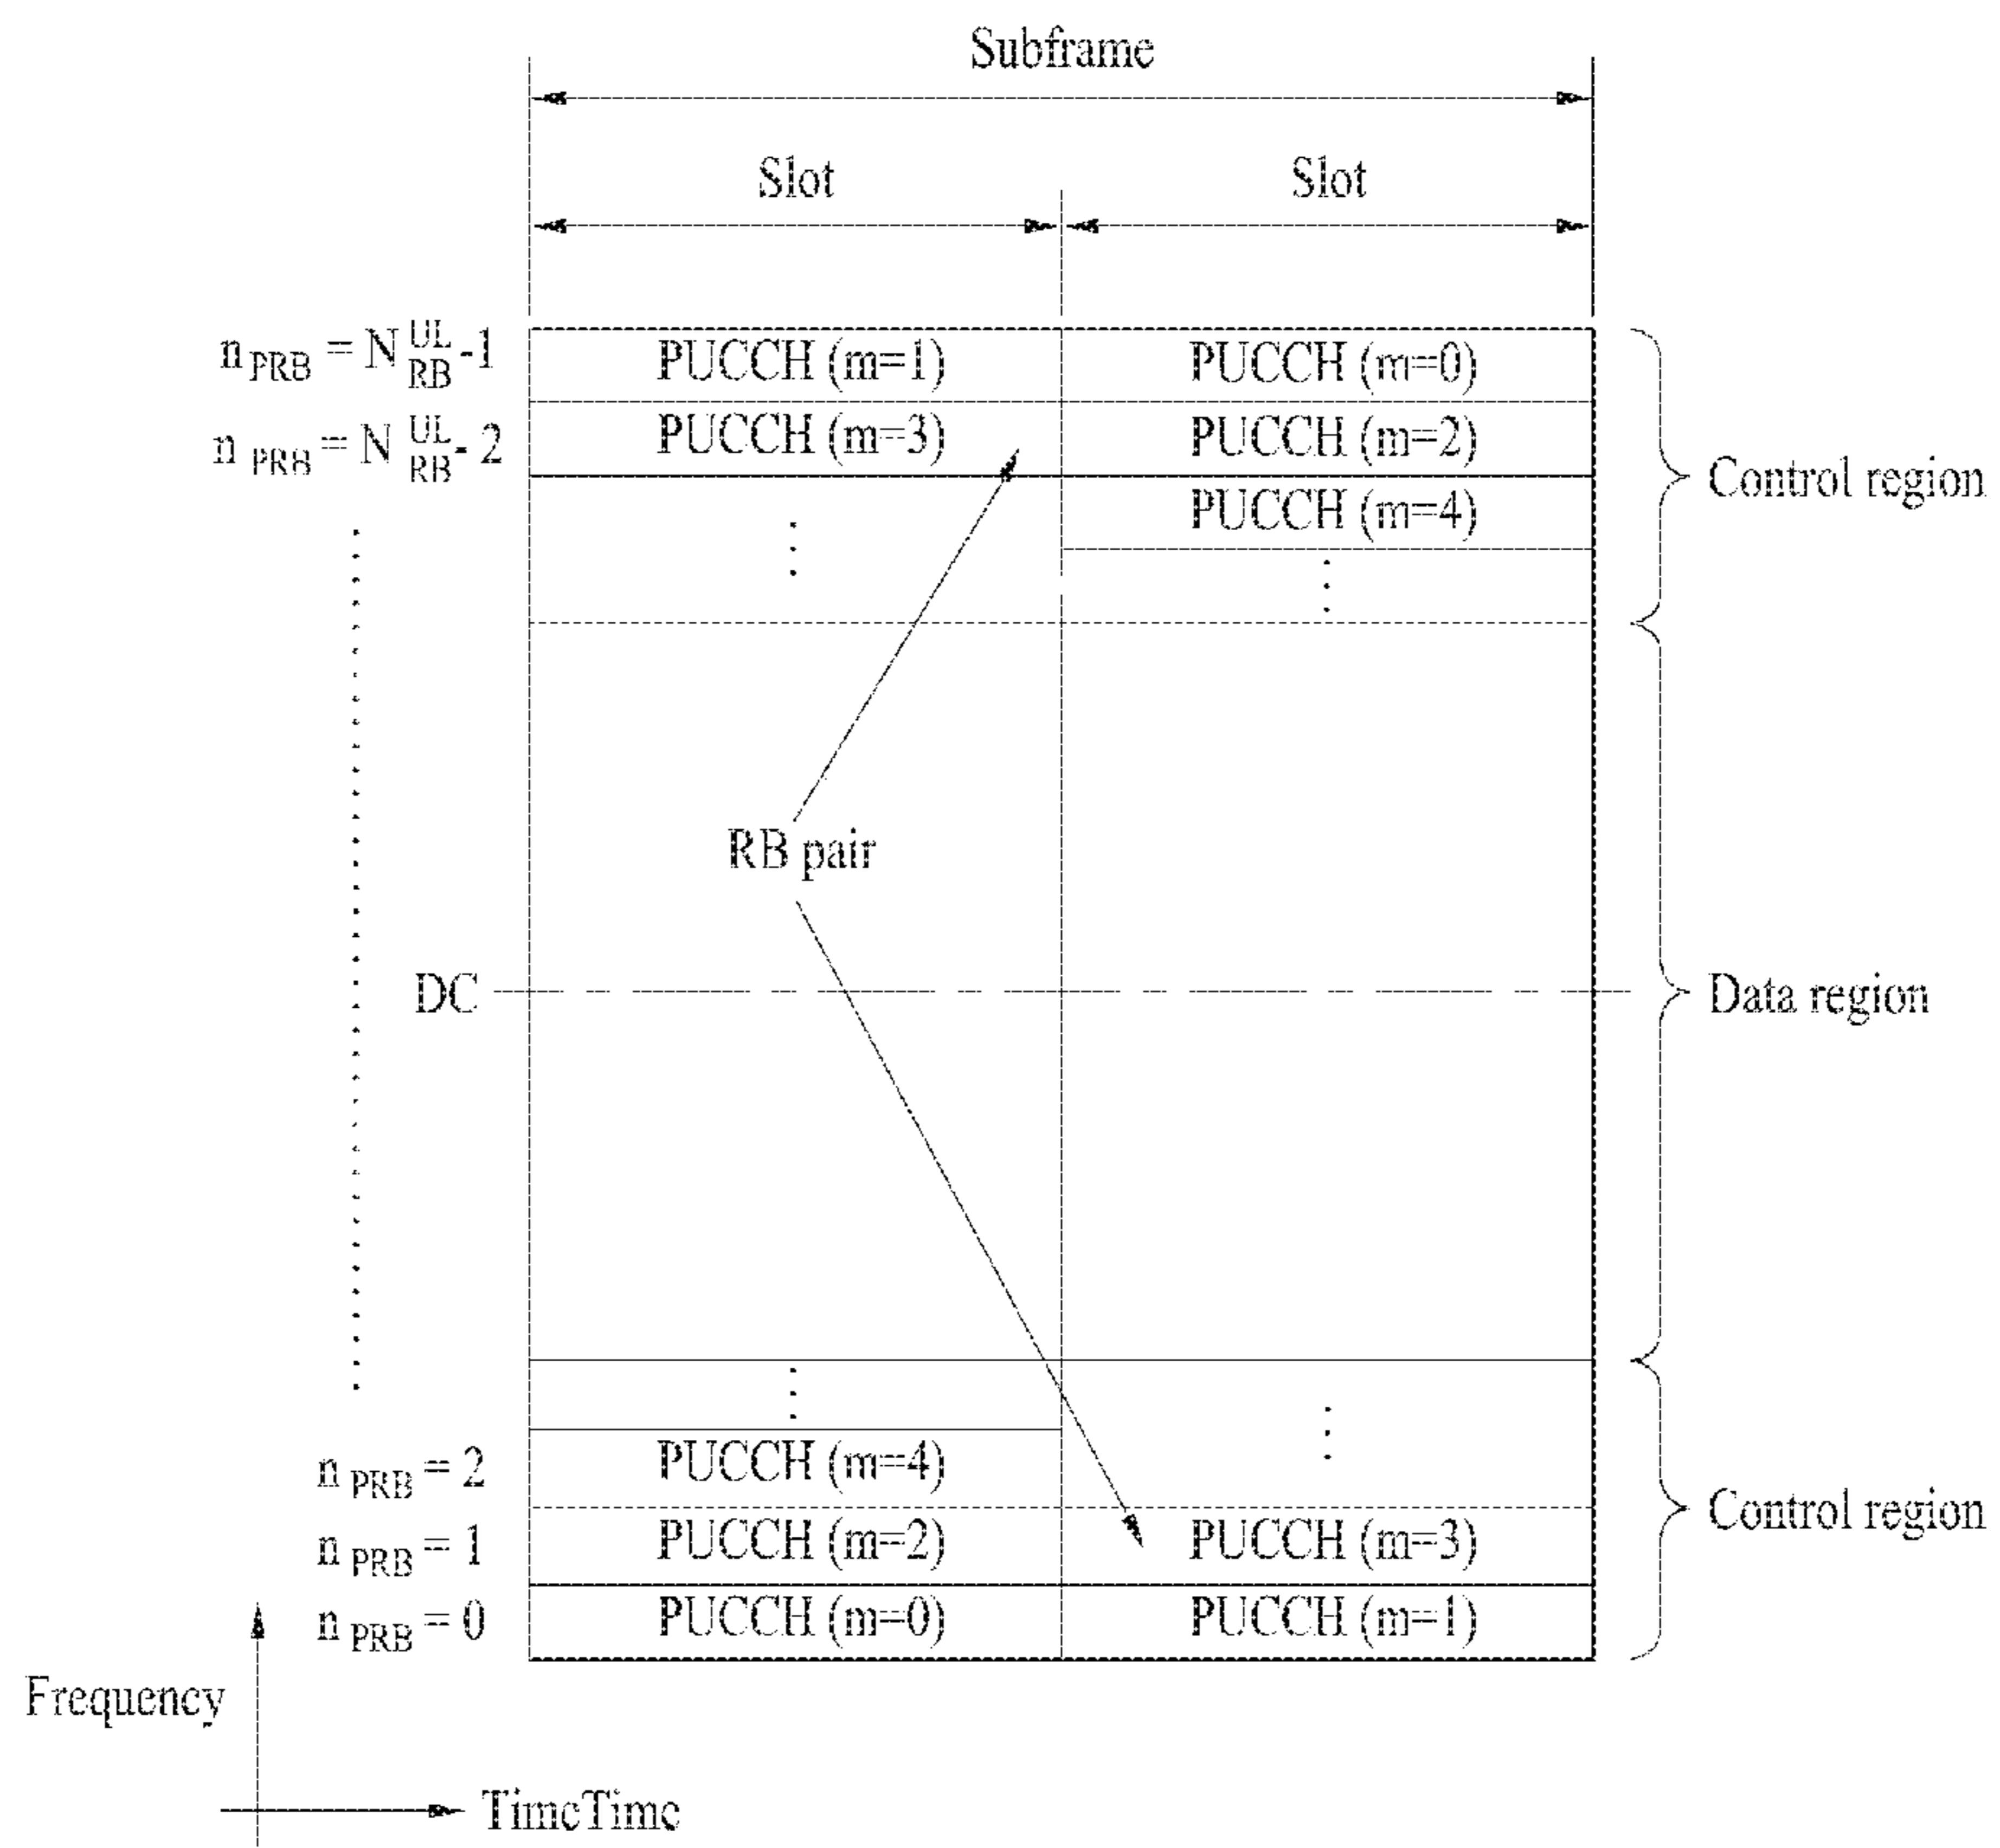 Subframe
Slot Slot
n PRB = N UL RB -1 PUCCH (m=1) PUCCH (m=0)
n PRB = N UL RB - 2 PUCCH (m=3) PUCCH (m=2)
Control region
PUCCH (m=4)
RB pair
DC
Data region
n PRB = 2 PUCCH (m=4)
n PRB = 1 PUCCH (m=2) PUCCH (m=3)
Control region
n PRB = 0 PUCCH (m=0) PUCCH (m=1)
Frequency
TimeTime